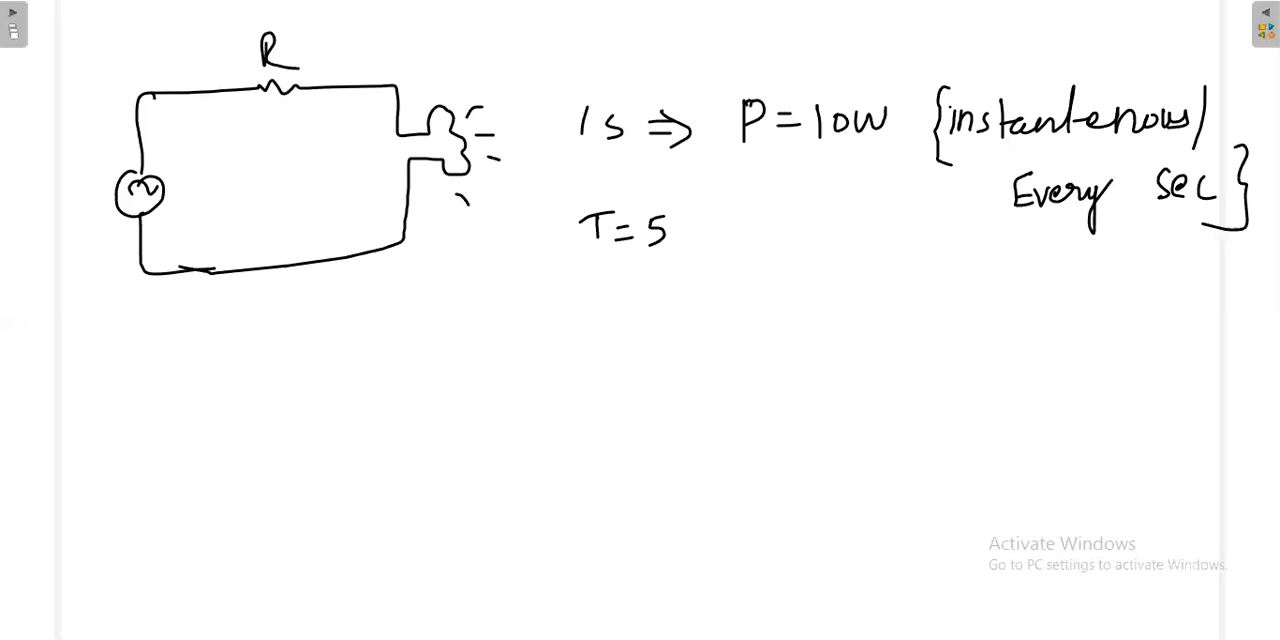 R
1s ⇒ P = 10W {instantenous/
Every sec}
T = 5
Activate Windows
Go to PC settings to activate Windows.